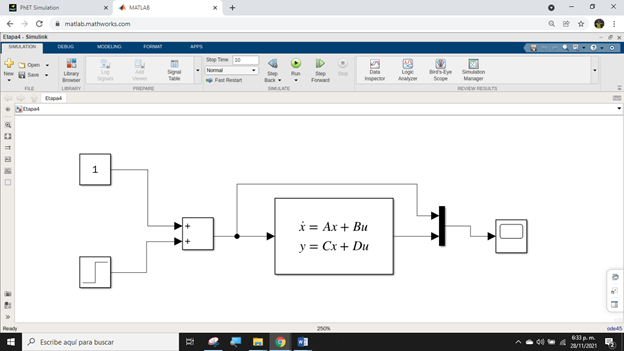 PhET Simulation
MATLAB
matlab.mathworks.com
Etapa4 - Simulink
SIMULATION
DEBUG
MODELING
FORMAT
APPS
New
Open
Save
FILE
Library
Browser
LIBRARY
Log
Signals
Add
Viewer
Signal
Table
PREPARE
Stop Time 10
Normal
Fast Restart
Step
Back
Run
Step
Forward
Stop
SIMULATE
Data
Inspector
Logic
Analyzer
Bird's-Eye
Scope
Simulation
Manager
REVIEW RESULTS
Etapa4
Etapa4
1
+
+
ẋ = Ax + Bu
y = Cx + Du
Ready
250%
ode45
Escribe aquí para buscar
6:33 p. m.
28/11/2021
2